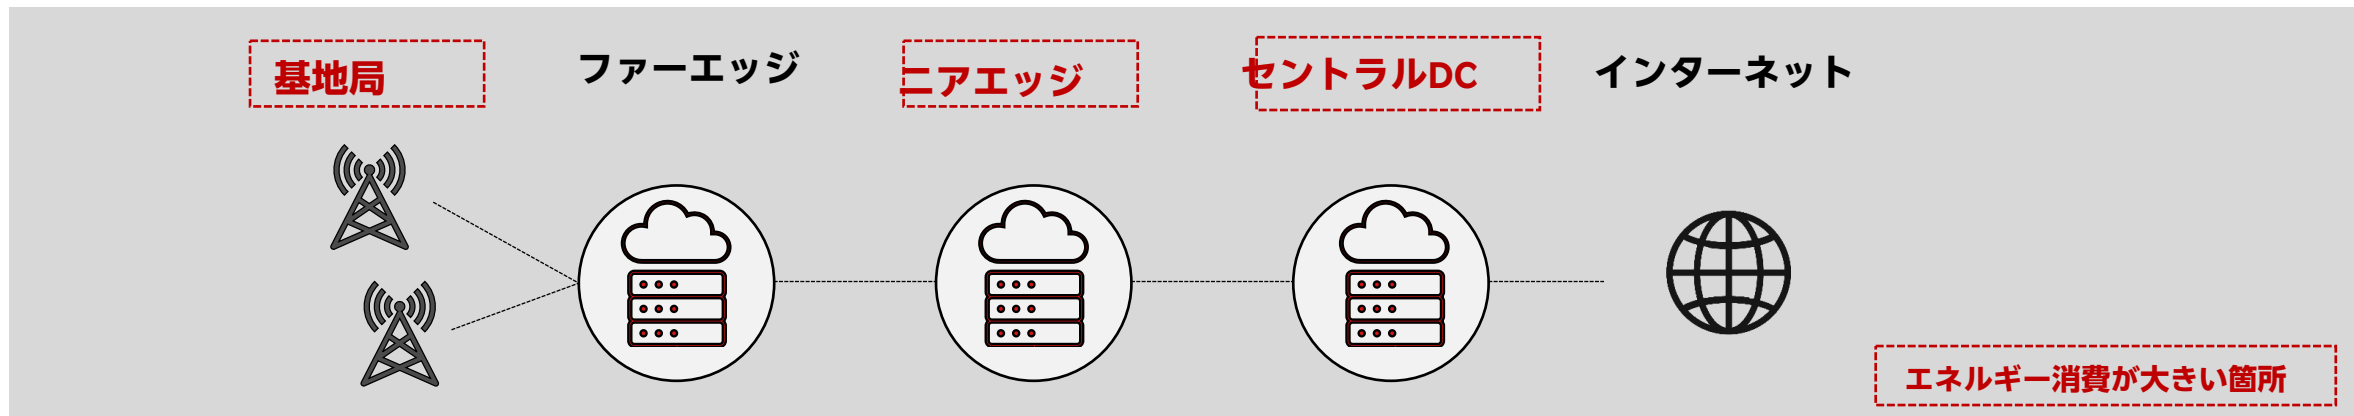 基地局
ファーエッジ
ニアエッジ
セントラルDC
インターネット
エネルギー消費が大きい箇所